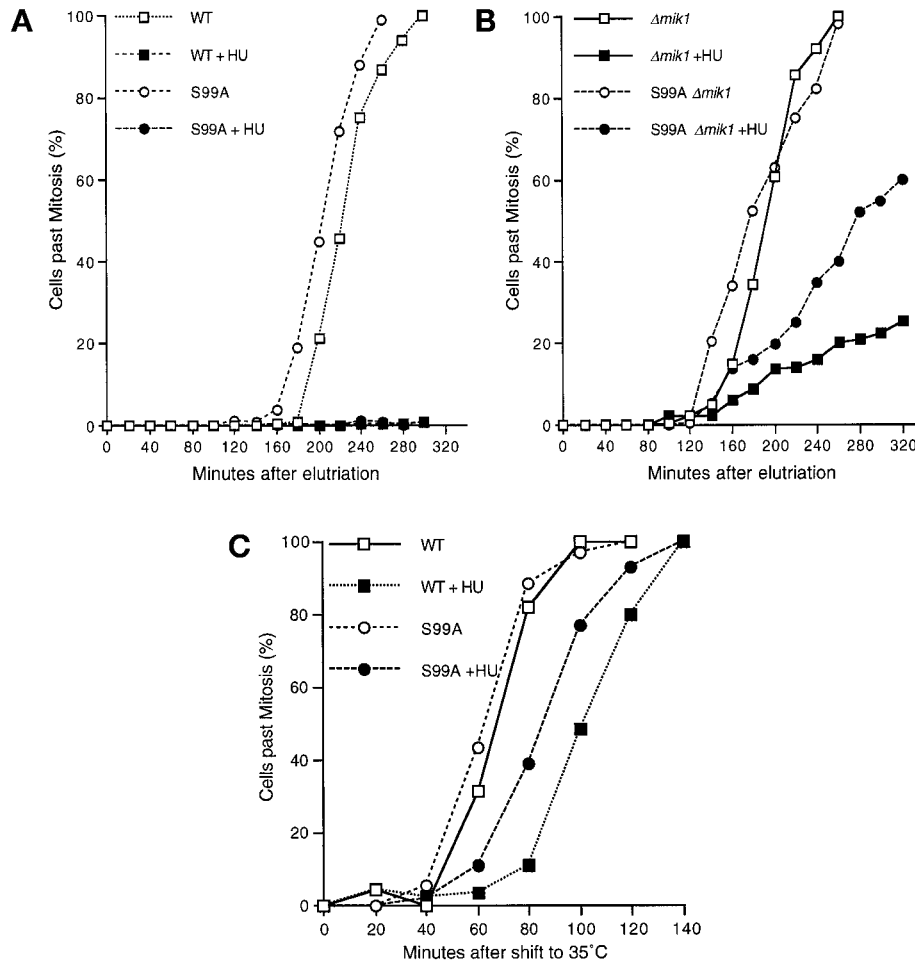 A
WT
WT + HU
S99A
S99A + HU
Cells past Mitosis (%)
100
80
60
40
20
0
0 40 80 120 160 200 240 280 320
Minutes after elutriation
B
Δmik1
Δmik1 +HU
S99A Δmik1
S99A Δmik1 +HU
Cells past Mitosis (%)
100
80
60
40
20
0
0 40 80 120 160 200 240 280 320
Minutes after elutriation
C
WT
WT + HU
S99A
S99A +HU
Cells past Mitosis (%)
100
80
60
40
20
0
0 20 40 60 80 100 120 140
Minutes after shift to 35°C